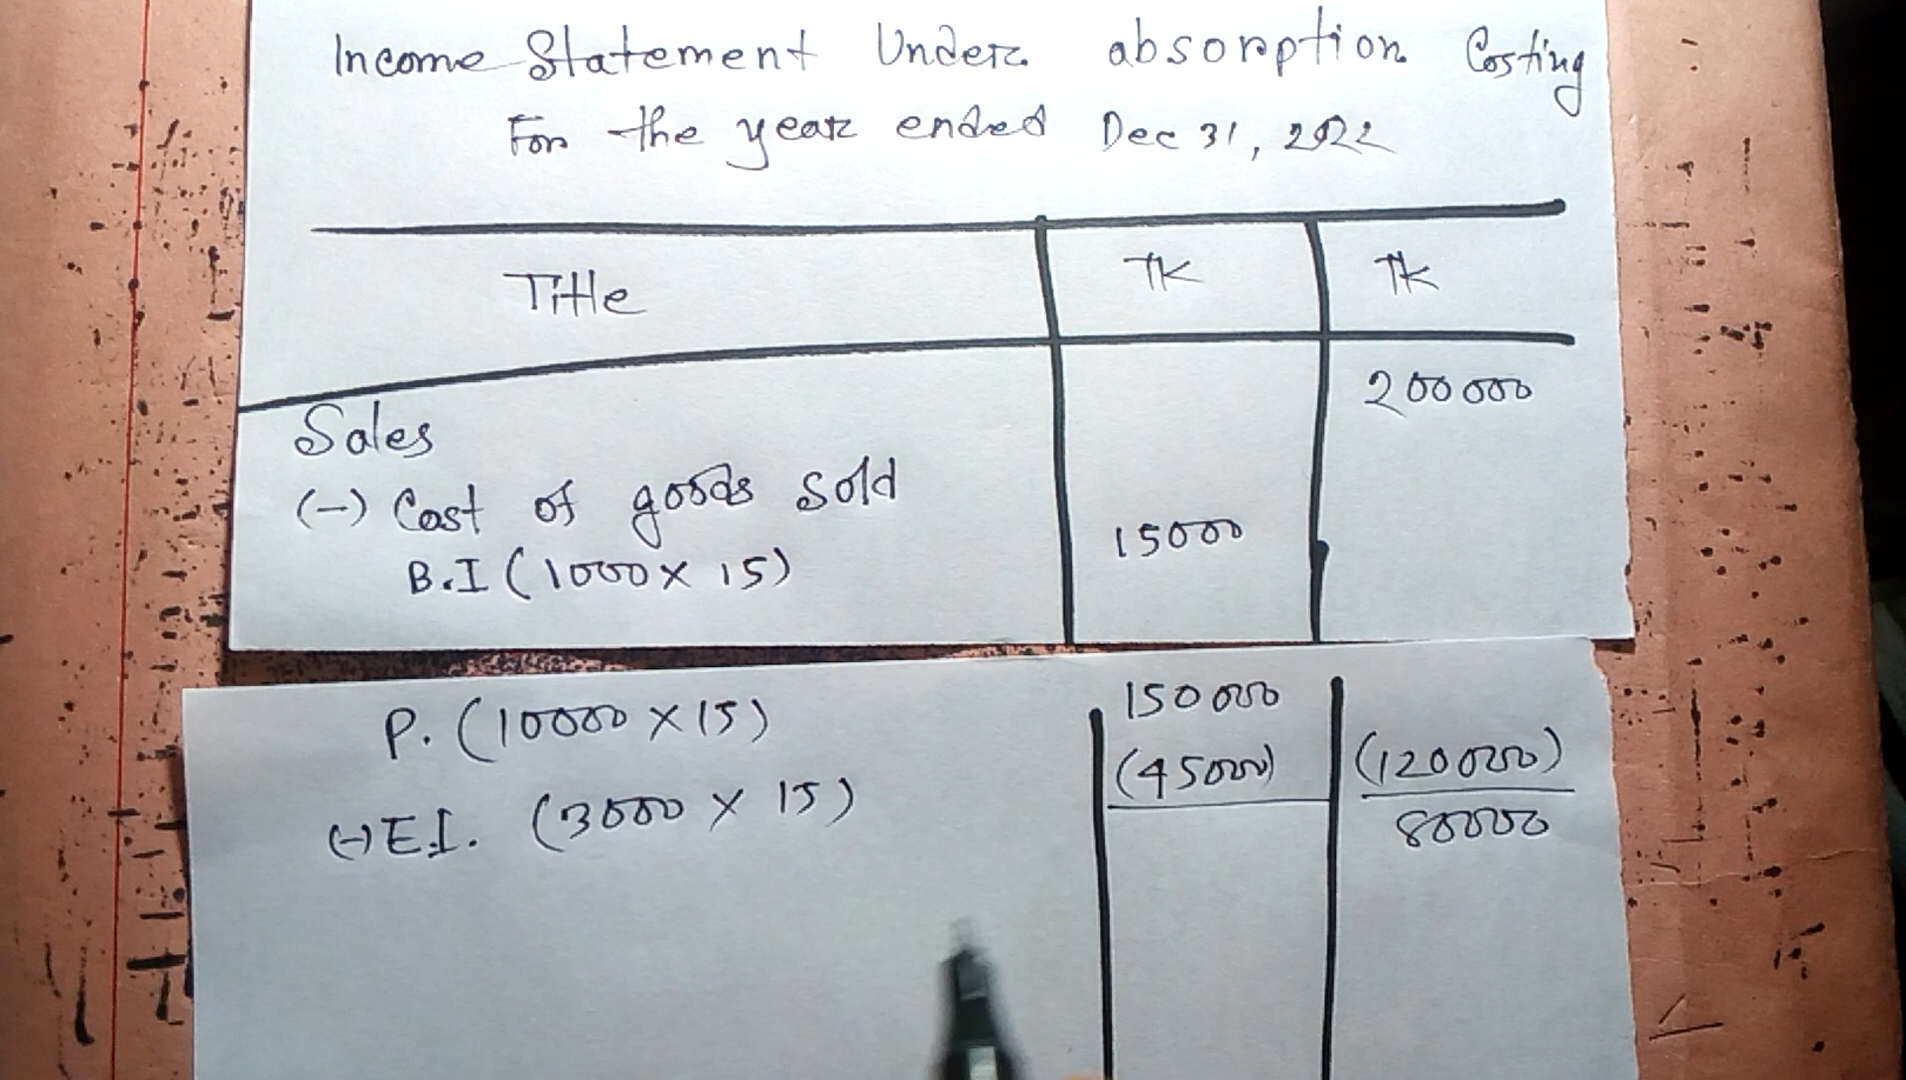 Income Statement Under absorption Costing
For the year ended Dec 31, 2022
Title TK TK
Sales 200000
(-) Cost of goods sold
B.I (1000 x 15) 15000
P. (10000 x 15) 150000
(-) E.I. (3000 x 15) (45000) (120000)
80000